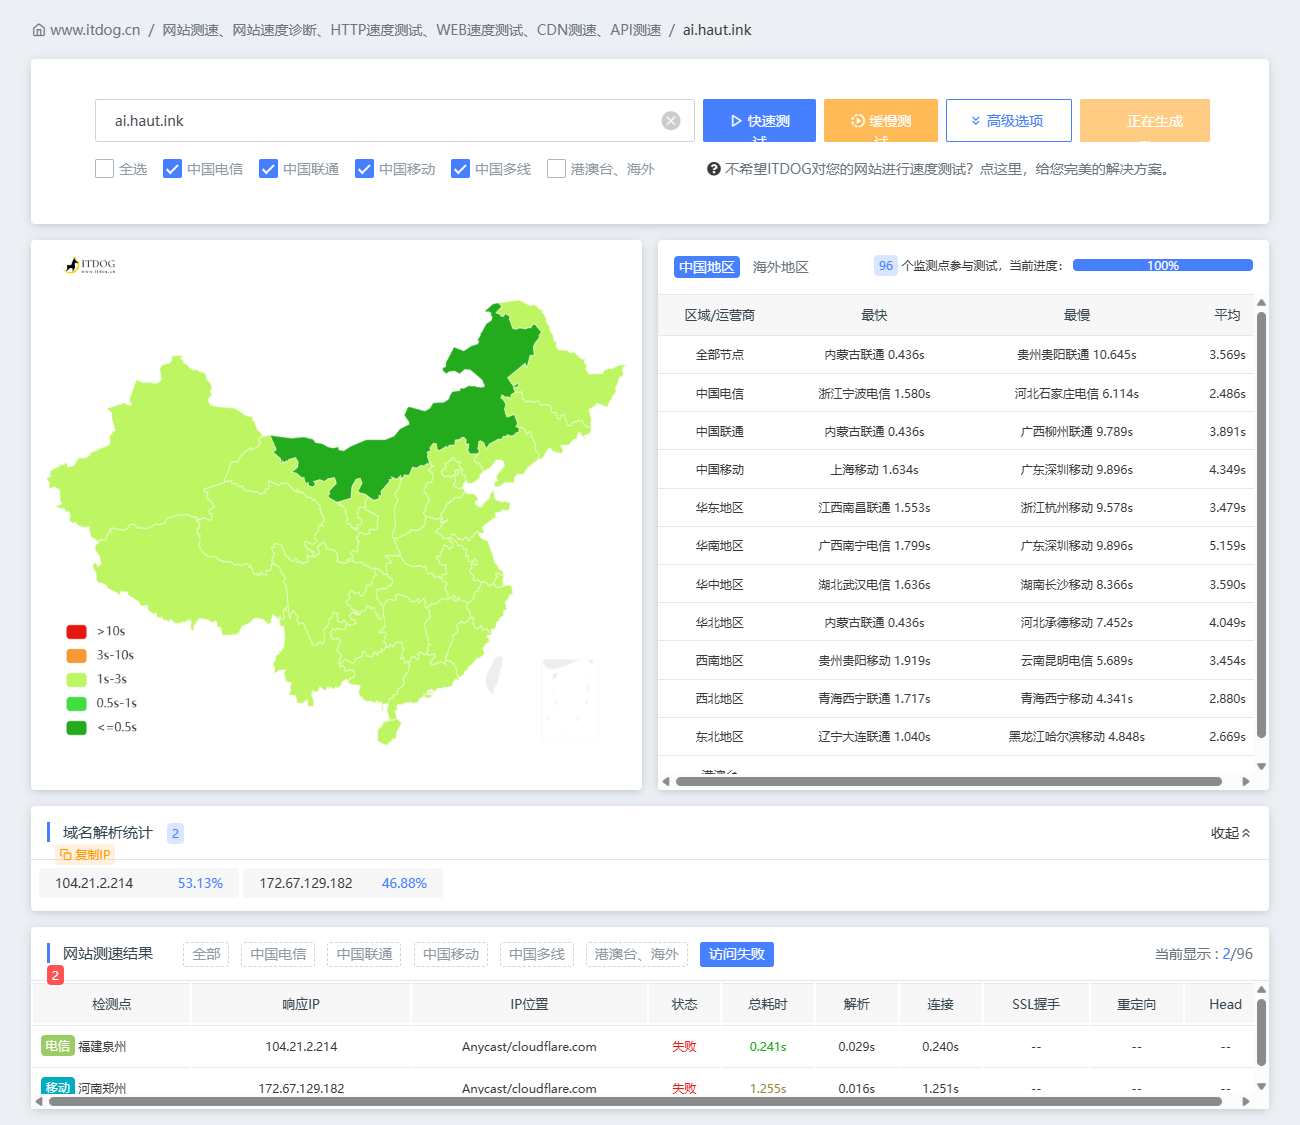 www.itdog.cn / 网站测速、网站速度诊断、HTTP速度测试、WEB速度测试、CDN测速、API测速 / ai.haut.ink
ai.haut.ink
快速测试
缓慢测试
高级选项
正在生成
全选 中国电信 中国联通 中国移动 中国多线 港澳台、海外
不希望ITDOG对您的网站进行速度测试？点这里，给您完美的解决方案。
ITDOG
www.itdog.cn
>10s
3s-10s
1s-3s
0.5s-1s
<=0.5s
中国地区 海外地区 96 个监测点参与测试，当前进度： 100%
区域/运营商 最快 最慢 平均
全部节点 内蒙古联通 0.436s 贵州贵阳联通 10.645s 3.569s
中国电信 浙江宁波电信 1.580s 河北石家庄电信 6.114s 2.486s
中国联通 内蒙古联通 0.436s 广西柳州联通 9.789s 3.891s
中国移动 上海移动 1.634s 广东深圳移动 9.896s 4.349s
华东地区 江西南昌联通 1.553s 浙江杭州移动 9.578s 3.479s
华南地区 广西南宁电信 1.799s 广东深圳移动 9.896s 5.159s
华中地区 湖北武汉电信 1.636s 湖南长沙移动 8.366s 3.590s
华北地区 内蒙古联通 0.436s 河北承德移动 7.452s 4.049s
西南地区 贵州贵阳移动 1.919s 云南昆明电信 5.689s 3.454s
西北地区 青海西宁联通 1.717s 青海西宁移动 4.341s 2.880s
东北地区 辽宁大连联通 1.040s 黑龙江哈尔滨移动 4.848s 2.669s
港澳台
域名解析统计 2 收起
复制IP
104.21.2.214 53.13% 172.67.129.182 46.88%
网站测速结果 全部 中国电信 中国联通 中国移动 中国多线 港澳台、海外 访问失败 当前显示 : 2/96
2
检测点 响应IP IP位置 状态 总耗时 解析 连接 SSL握手 重定向 Head
电信 福建泉州 104.21.2.214 Anycast/cloudflare.com 失败 0.241s 0.029s 0.240s -- -- --
移动 河南郑州 172.67.129.182 Anycast/cloudflare.com 失败 1.255s 0.016s 1.251s -- -- --